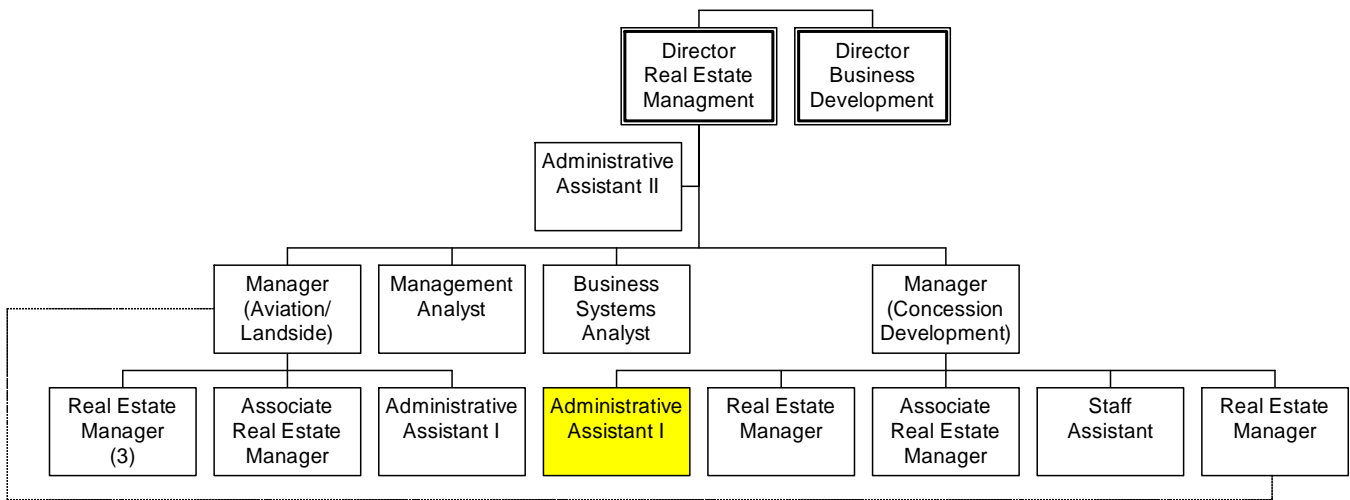 Director
Real Estate
Managment
Director
Business
Development
Administrative
Assistant II
Manager
(Aviation/
Landside)
Management
Analyst
Business
Systems
Analyst
Manager
(Concession
Development)
Real Estate
Manager
(3)
Associate
Real Estate
Manager
Administrative
Assistant I
Administrative
Assistant I
Real Estate
Manager
Associate
Real Estate
Manager
Staff
Assistant
Real Estate
Manager